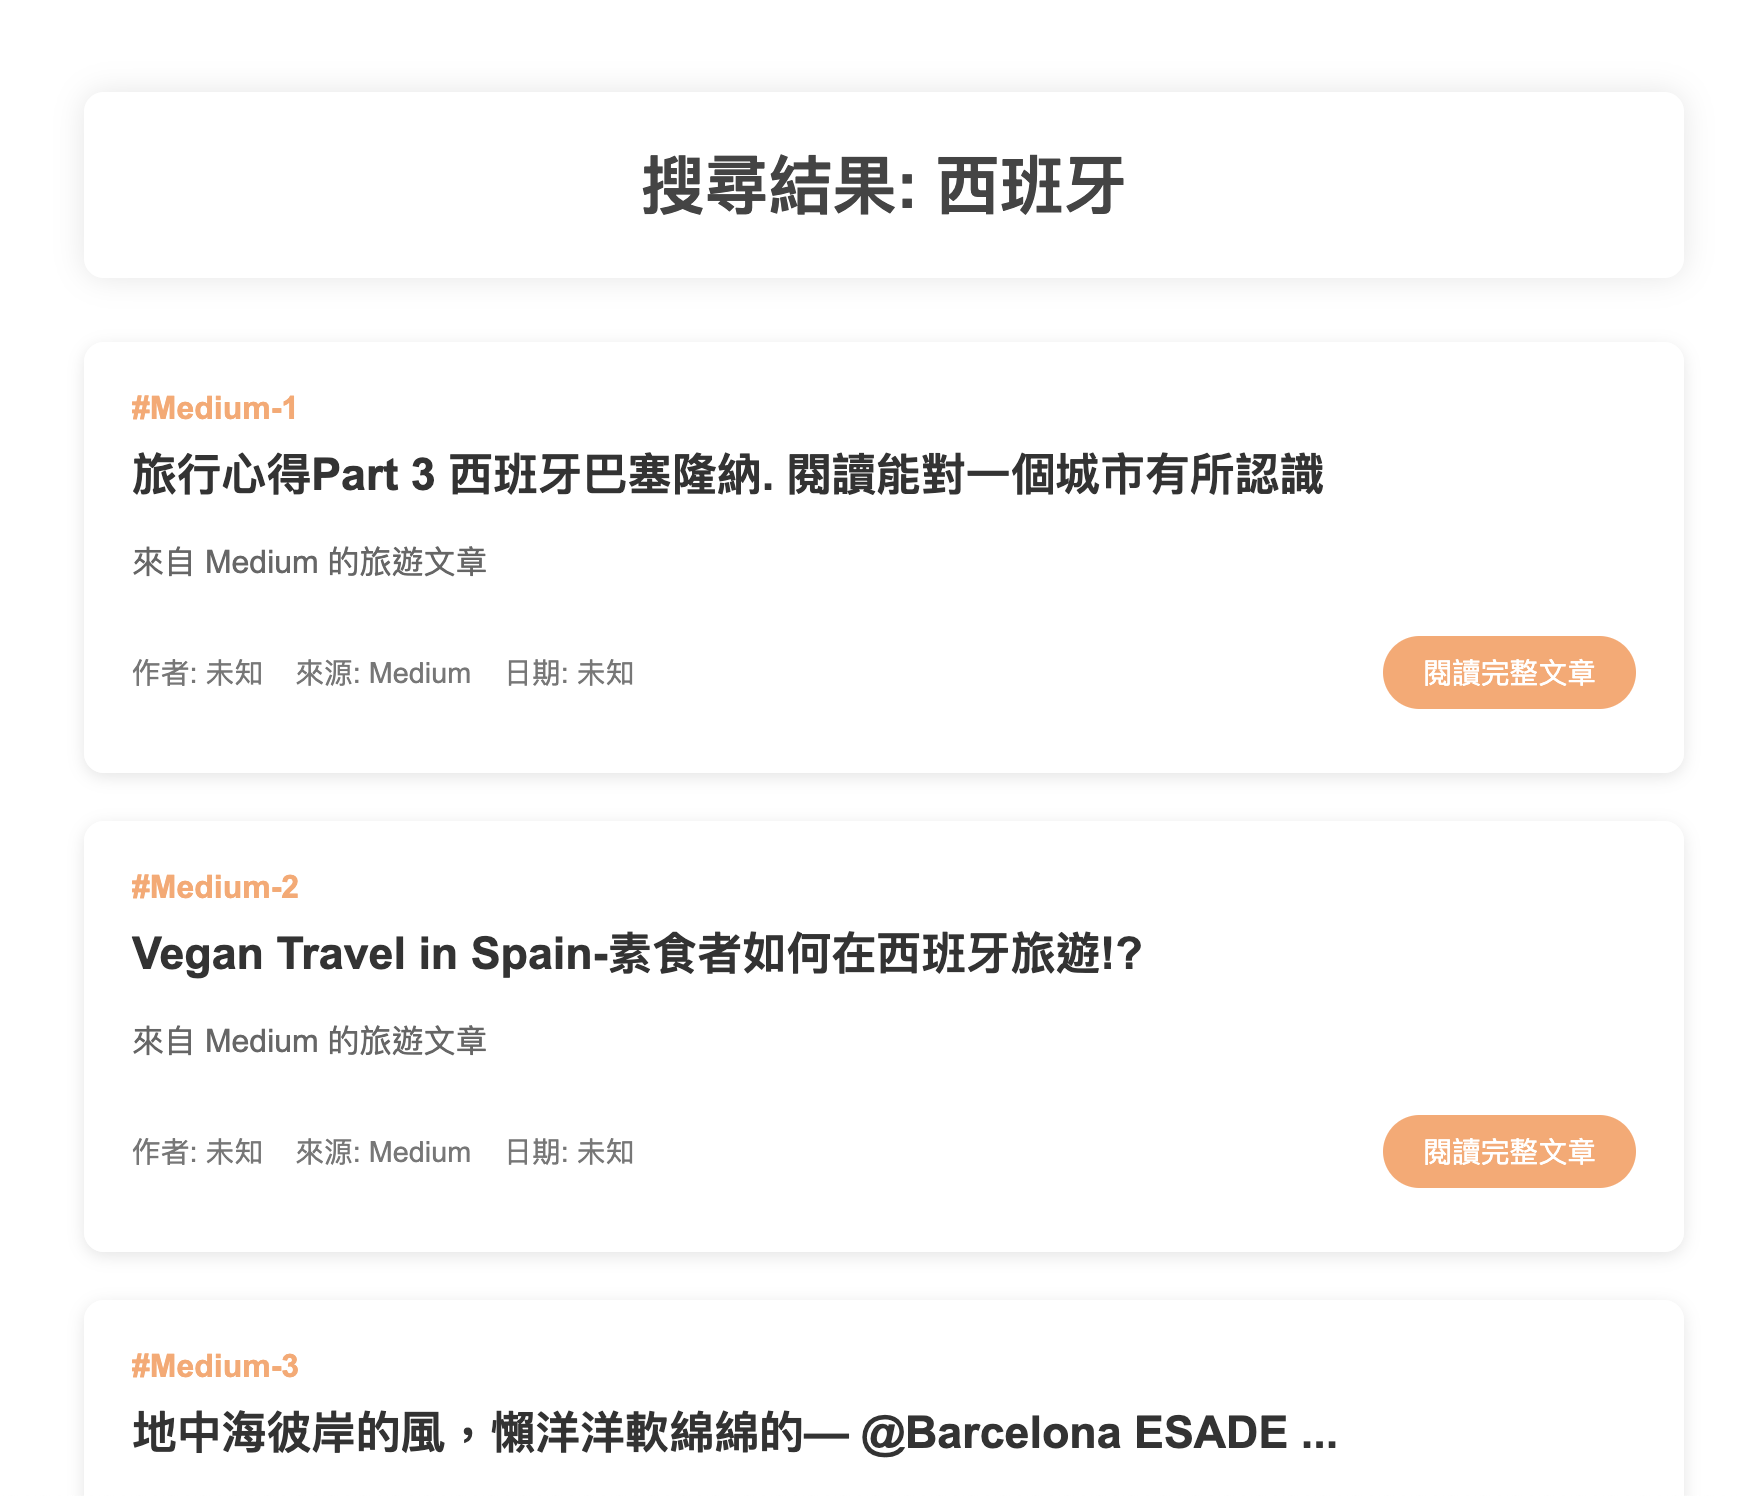 搜尋結果: 西班牙
#Medium-1
旅行心得Part 3 西班牙巴塞隆納. 閱讀能對一個城市有所認識
來自 Medium 的旅遊文章
作者: 未知 來源: Medium 日期: 未知 閱讀完整文章
#Medium-2
Vegan Travel in Spain-素食者如何在西班牙旅遊!?
來自 Medium 的旅遊文章
作者: 未知 來源: Medium 日期: 未知 閱讀完整文章
#Medium-3
地中海彼岸的風，懶洋洋軟綿綿的— @Barcelona ESADE ...